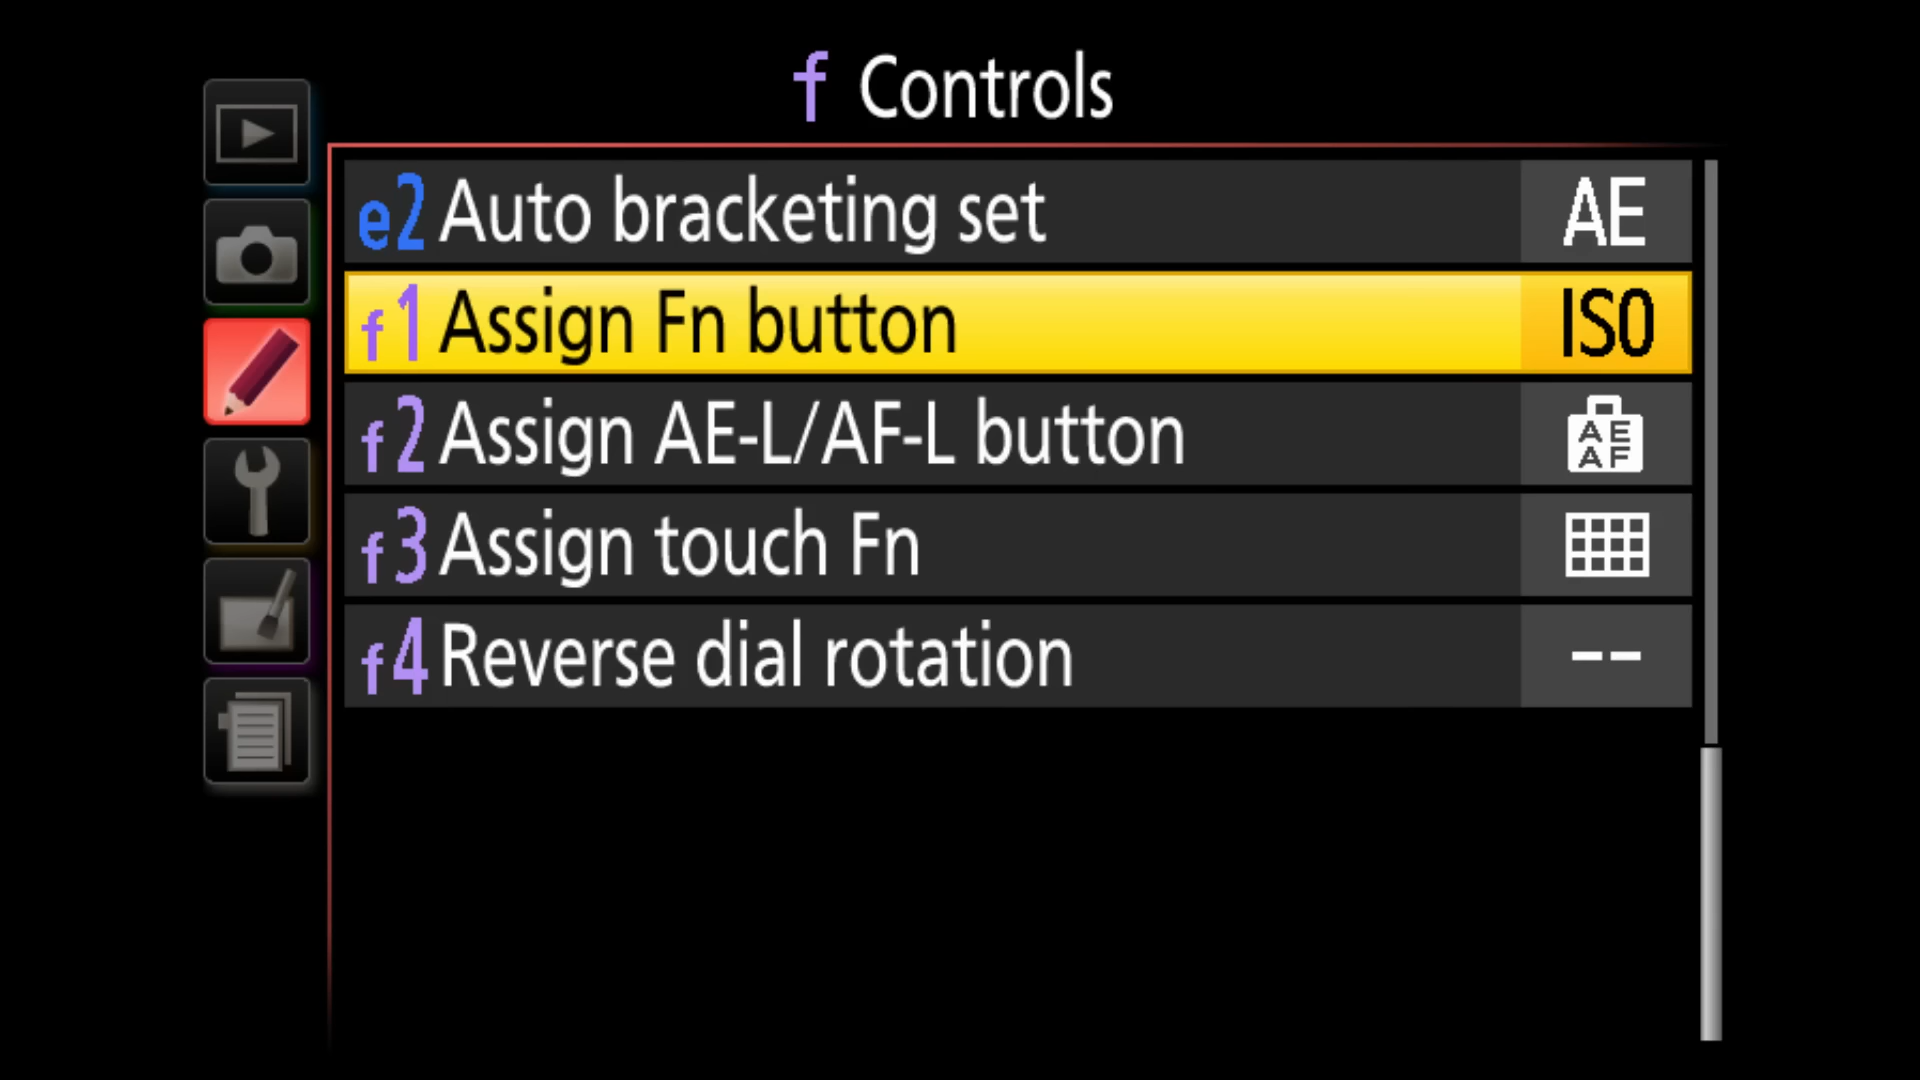 f Controls
e2 Auto bracketing set AE
f1 Assign Fn button ISO
f2 Assign AE-L/AF-L button AE AF
f3 Assign touch Fn
f4 Reverse dial rotation --